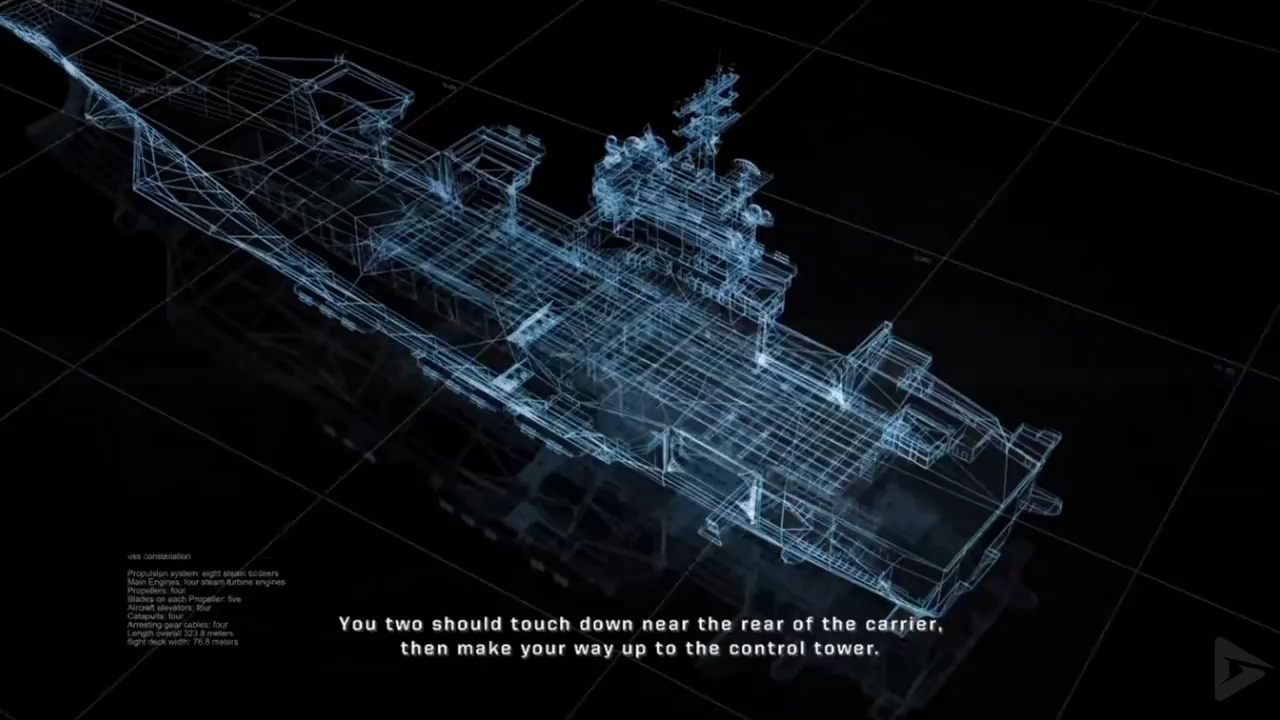 uss constellation
Propulsion system: eight steam boilers
Main Engines: four steam turbine engines
Propellers: four
Blades on each Propeller: five
Aircraft elevators: four
Catapults: four
Arresting gear cables: four
Length overall 323.8 meters
flight deck width: 76.8 meters
You two should touch down near the rear of the carrier,
then make your way up to the control tower.